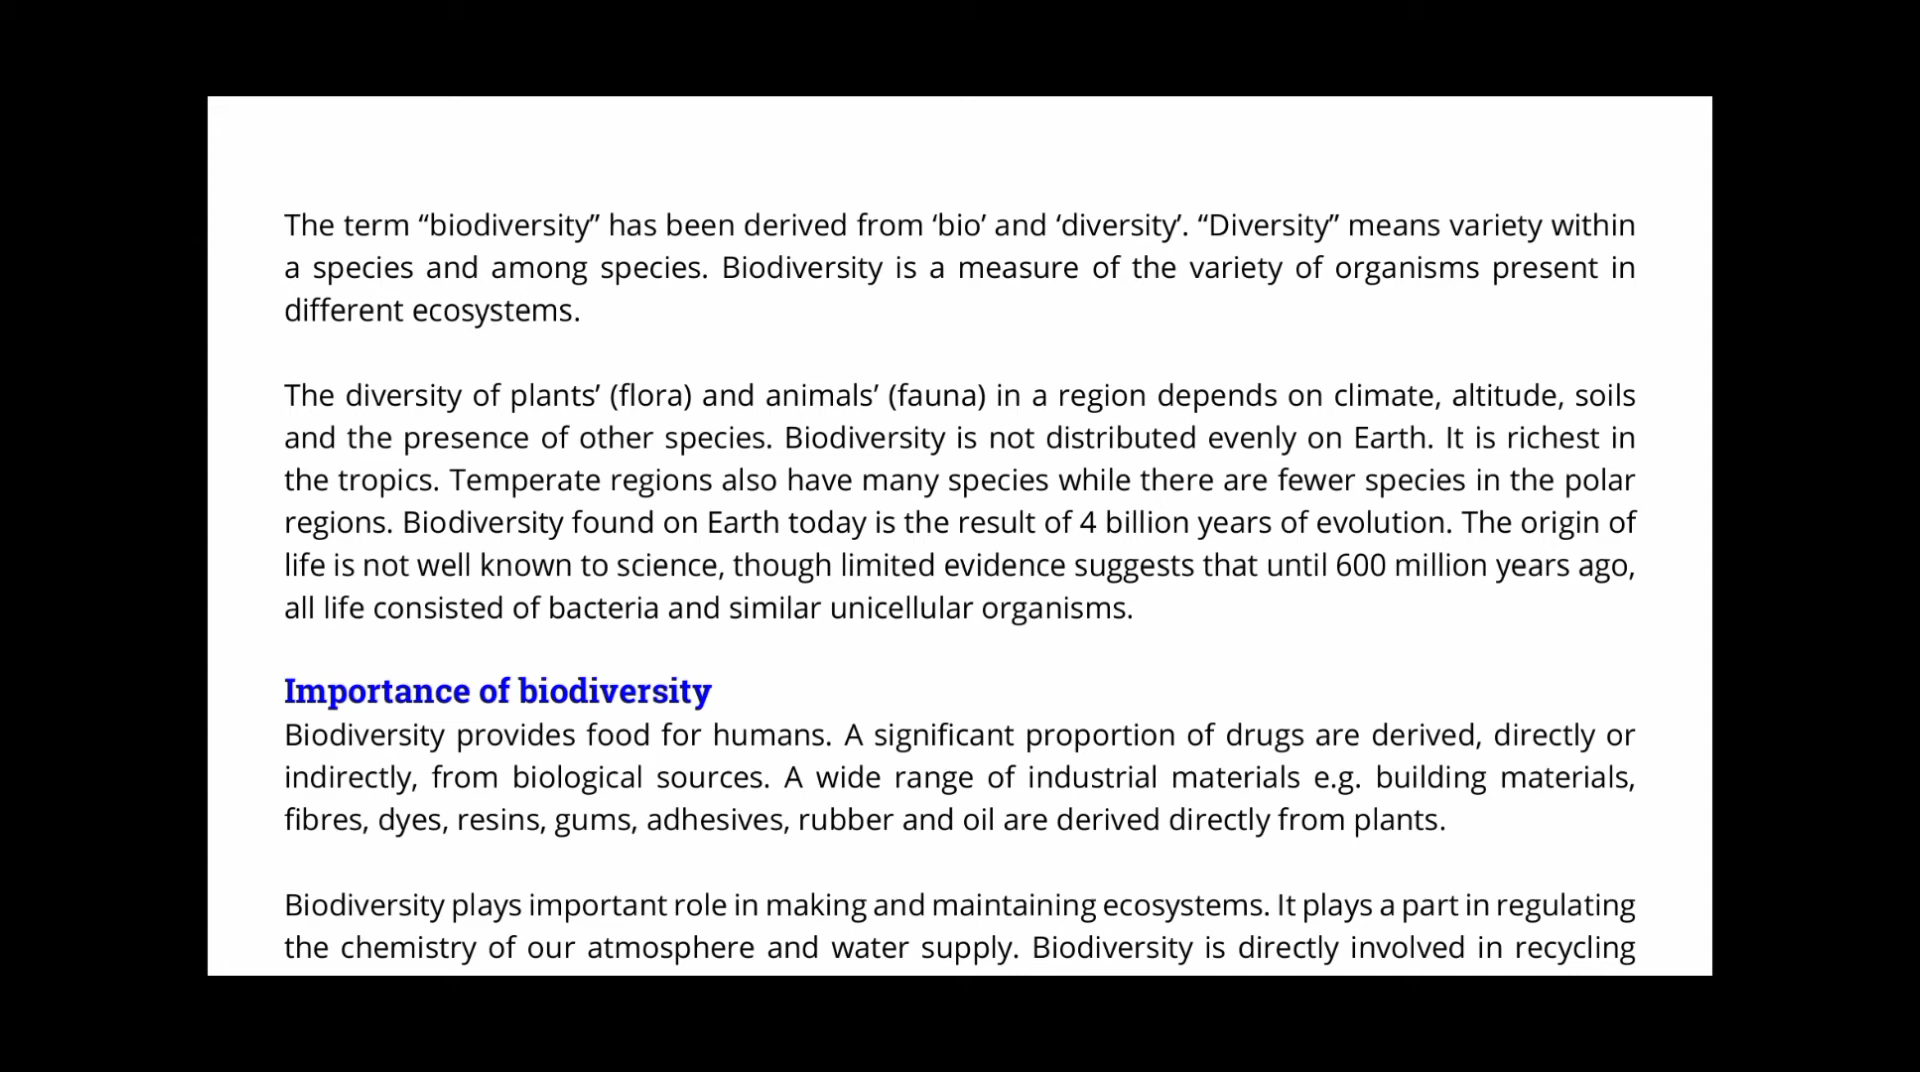 The term “biodiversity” has been derived from ‘bio’ and ‘diversity’. “Diversity” means variety within
a species and among species. Biodiversity is a measure of the variety of organisms present in
different ecosystems.
The diversity of plants’ (flora) and animals’ (fauna) in a region depends on climate, altitude, soils
and the presence of other species. Biodiversity is not distributed evenly on Earth. It is richest in
the tropics. Temperate regions also have many species while there are fewer species in the polar
regions. Biodiversity found on Earth today is the result of 4 billion years of evolution. The origin of
life is not well known to science, though limited evidence suggests that until 600 million years ago,
all life consisted of bacteria and similar unicellular organisms.
Importance of biodiversity
Biodiversity provides food for humans. A significant proportion of drugs are derived, directly or
indirectly, from biological sources. A wide range of industrial materials e.g. building materials,
fibres, dyes, resins, gums, adhesives, rubber and oil are derived directly from plants.
Biodiversity plays important role in making and maintaining ecosystems. It plays a part in regulating
the chemistry of our atmosphere and water supply. Biodiversity is directly involved in recycling